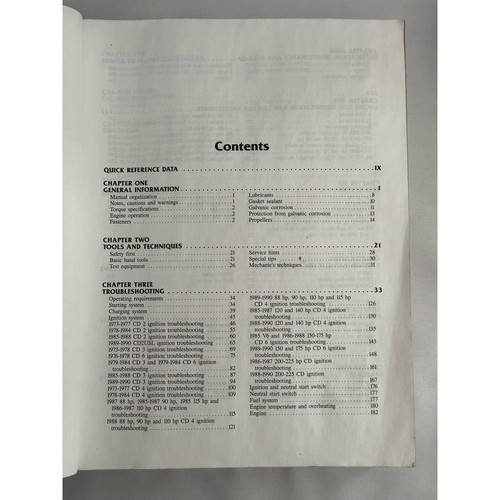 Contents
QUICK REFERENCE DATA IX
CHAPTER ONE
GENERAL INFORMATION 1
Manual organization 1
Notes, cautions and warnings 1
Torque specifications 2
Engine operation 2
Fasteners 2
Lubricants 8
Gasket sealant 10
Galvanic corrosion 11
Protection from galvanic corrosion 13
Propellers 14
CHAPTER TWO
TOOLS AND TECHNIQUES 21
Safety first 21
Basic hand tools 21
Test equipment 26
Service hints 28
Special tips 30
Mechanic's techniques 31
CHAPTER THREE
TROUBLESHOOTING 33
Operating requirements 34
Starting system 34
Charging system 39
Ignition system 45
1973-1977 CD 2 ignition troubleshooting 46
1978-1984 CD 2 ignition troubleshooting 55
1985-1988 CD 2 ignition troubleshooting 60
1989-1990 CD2USL ignition troubleshooting 65
1973-1978 CD 3 ignition troubleshooting 69
1976-1978 CD 6 ignition troubleshooting 75
1979-1984 CD 3 and 1979-1984 CD 6 ignition
troubleshooting 82
1985-1988 CD 3 ignition troubleshooting 87
1989-1990 CD 3 ignition troubleshooting 94
1973-1977 CD 4 ignition troubleshooting 100
1978-1984 CD 4 ignition troubleshooting 109
1987 88 hp, 1985-1987 90 hp, 1985 115 hp and
1986-1987 110 hp CD 4 ignition
troubleshooting 115
1988 88 hp, 90 hp and 110 hp CD 4 ignition
troubleshooting 121
1989-1990 88 hp, 90 hp, 110 hp and 115 hp
CD 4 ignition troubleshooting 126
1985-1987 120 and 140 hp CD 4 ignition
troubleshooting 130
1988-1990 120 and 140 hp CD 4 ignition
troubleshooting 135
1985 V6 and 1986-1988 150-175 hp
CD 6 ignition troubleshooting 143
1989-1990 150 and 175 hp CD 6 ignition
troubleshooting 148
1986-1987 200-225 hp CD ignition
troubleshooting 161
1988-1990 200-225 CD ignition
troubleshooting 167
Ignition and neutral start switch 176
Neutral start switch 177
Fuel system 177
Engine temperature and overheating 180
Engine 182